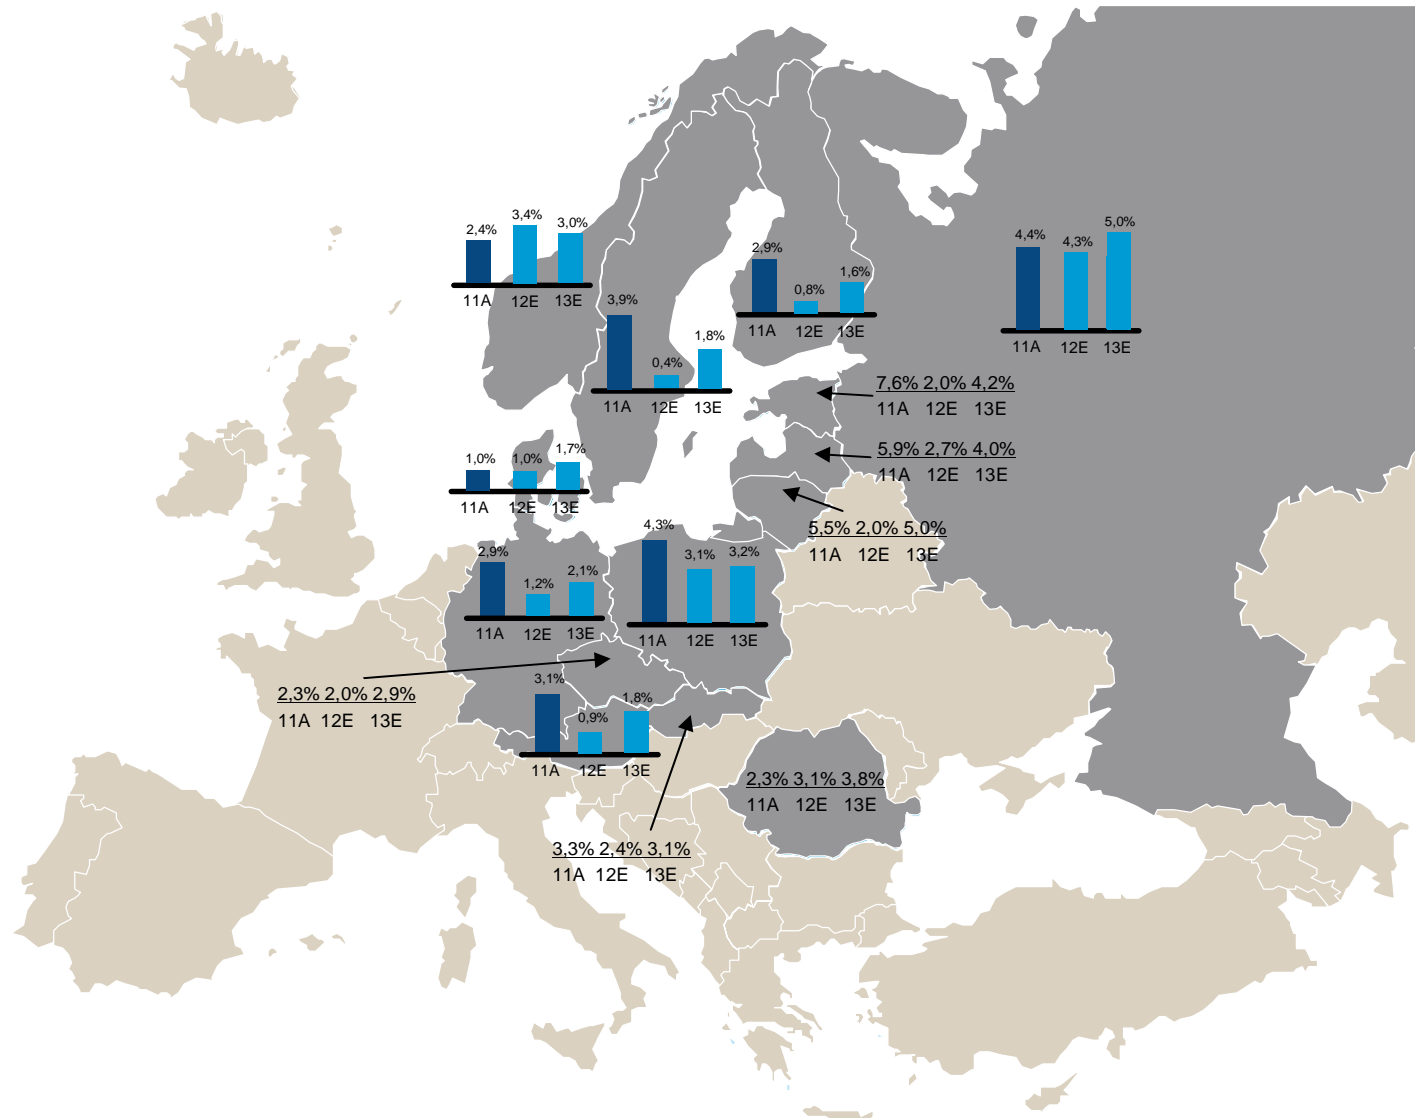 2,4% 3,4% 3,0%
11A 12E 13E
2,9% 0,8% 1,6%
11A 12E 13E
4,4% 4,3% 5,0%
11A 12E 13E
3,9% 0,4% 1,8%
11A 12E 13E
7,6% 2,0% 4,2%
11A 12E 13E
5,9% 2,7% 4,0%
11A 12E 13E
1,0% 1,0% 1,7%
11A 12E 13E
5,5% 2,0% 5,0%
11A 12E 13E
2,9% 1,2% 2,1%
11A 12E 13E
4,3% 3,1% 3,2%
11A 12E 13E
2,3% 2,0% 2,9%
11A 12E 13E
3,1% 0,9% 1,8%
11A 12E 13E
2,3% 3,1% 3,8%
11A 12E 13E
3,3% 2,4% 3,1%
11A 12E 13E